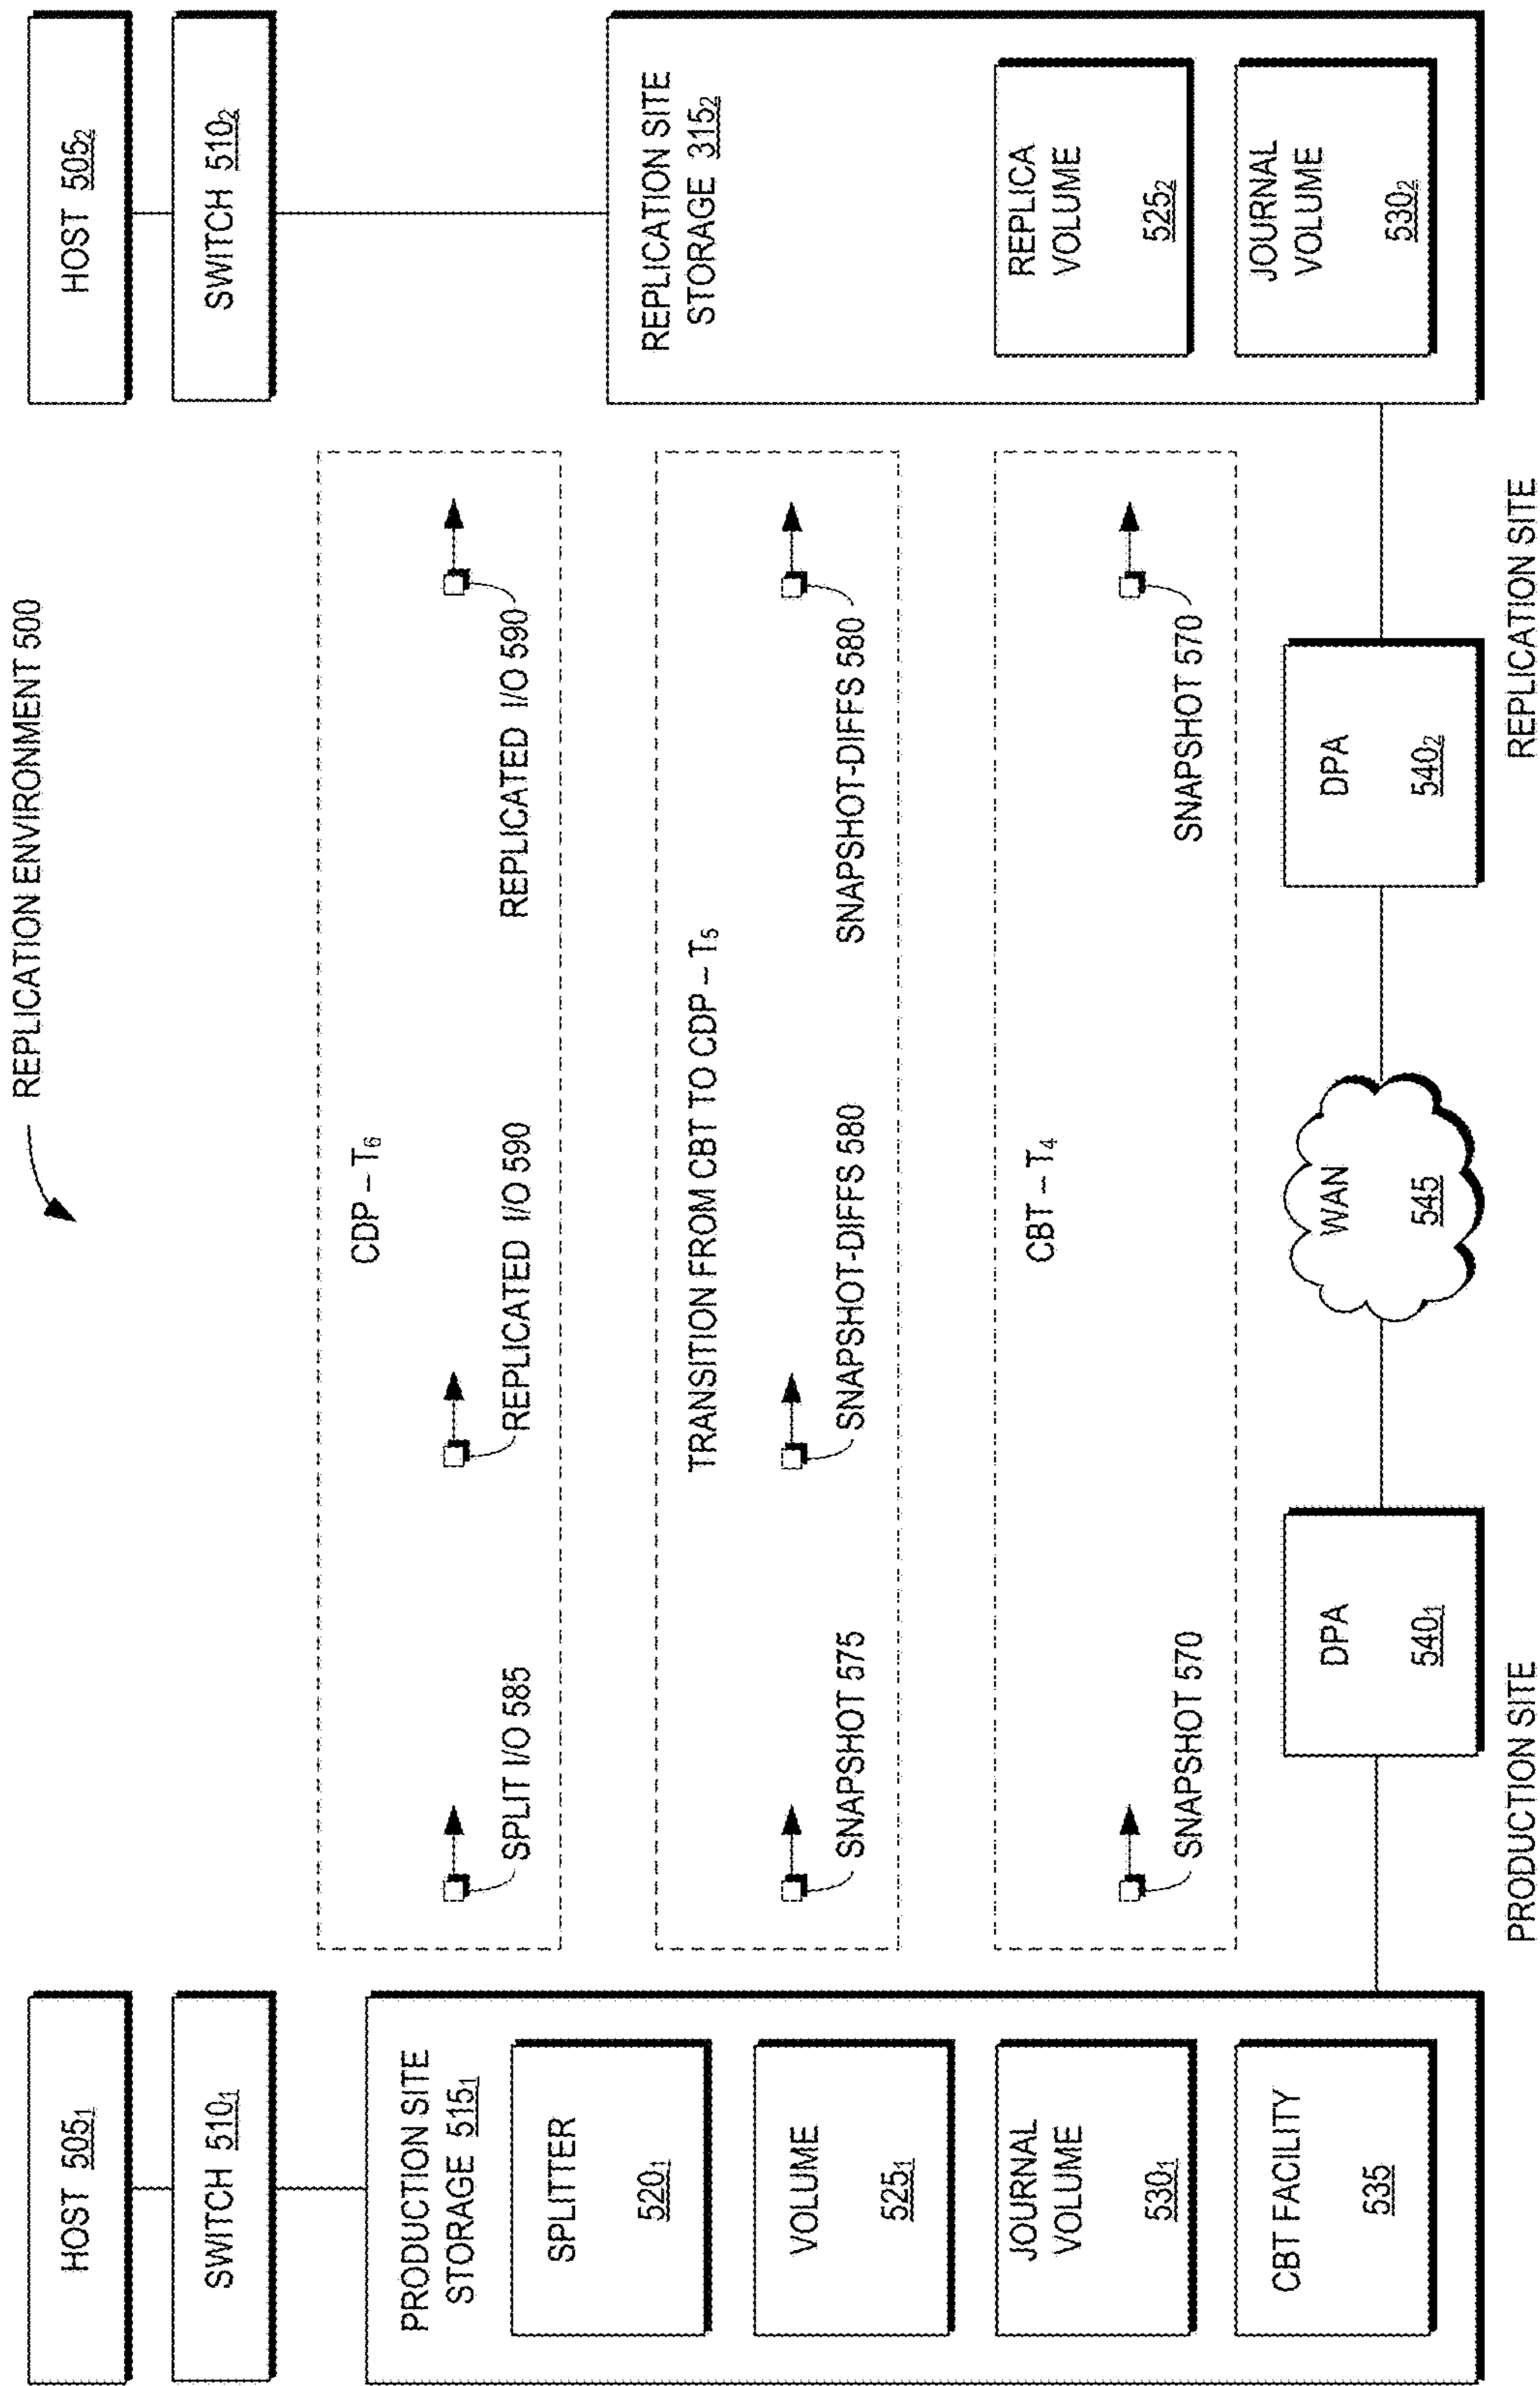 REPLICATION ENVIRONMENT 500
HOST 505₁
SWITCH 510₁
PRODUCTION SITE
STORAGE 515₁
SPLITTER
520₁
VOLUME
525₁
JOURNAL
VOLUME
530₁
CBT FACILITY
535
CDP – T₆
SPLIT I/O 585
REPLICATED I/O 590
REPLICATED I/O 590
TRANSITION FROM CBT TO CDP – T₅
SNAPSHOT 575
SNAPSHOT-DIFFS 580
SNAPSHOT-DIFFS 580
CBT – T₄
SNAPSHOT 570
SNAPSHOT 570
DPA
540₁
WAN
545
DPA
540₂
HOST 505₂
SWITCH 510₂
REPLICATION SITE
STORAGE 315₂
REPLICA
VOLUME
525₂
JOURNAL
VOLUME
530₂
PRODUCTION SITE
REPLICATION SITE